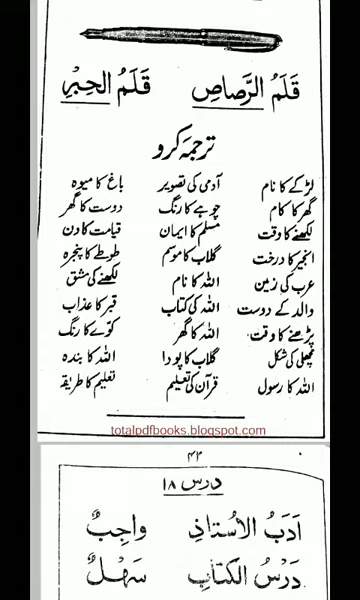 قَلَمُ الرَّصَاصِ قَلَمُ الحِبْرِ
ترجمہ کرو
لڑکے کا نام آدمی کی تصویر باغ کا میوہ
گھر کا کام چوہے کا رنگ دوست کا گھر
لکھنے کا وقت مسلم کا ایمان قیامت کا دن
انجیر کا درخت گلاب کا موسم طوطے کا پنجرہ
عرب کی زمین اللہ کا نام لکھنے کی مشق
والد کے دوست اللہ کی کتاب قبر کا عذاب
پڑھنے کا وقت اللہ کا گھر کوّے کا رنگ
مچھلی کی شکل گلاب کا پودا اللہ کا بندہ
اللہ کا رسول قرآن کی تعلیم تعلیم کا طریقہ
totalpdfbooks.blogspot.com
۴۲
درس ۱۸
اَدَبُ الاُسْتَاذِ وَاجِبٌ
دَرْسُ الكِتَابِ سَهْلٌ